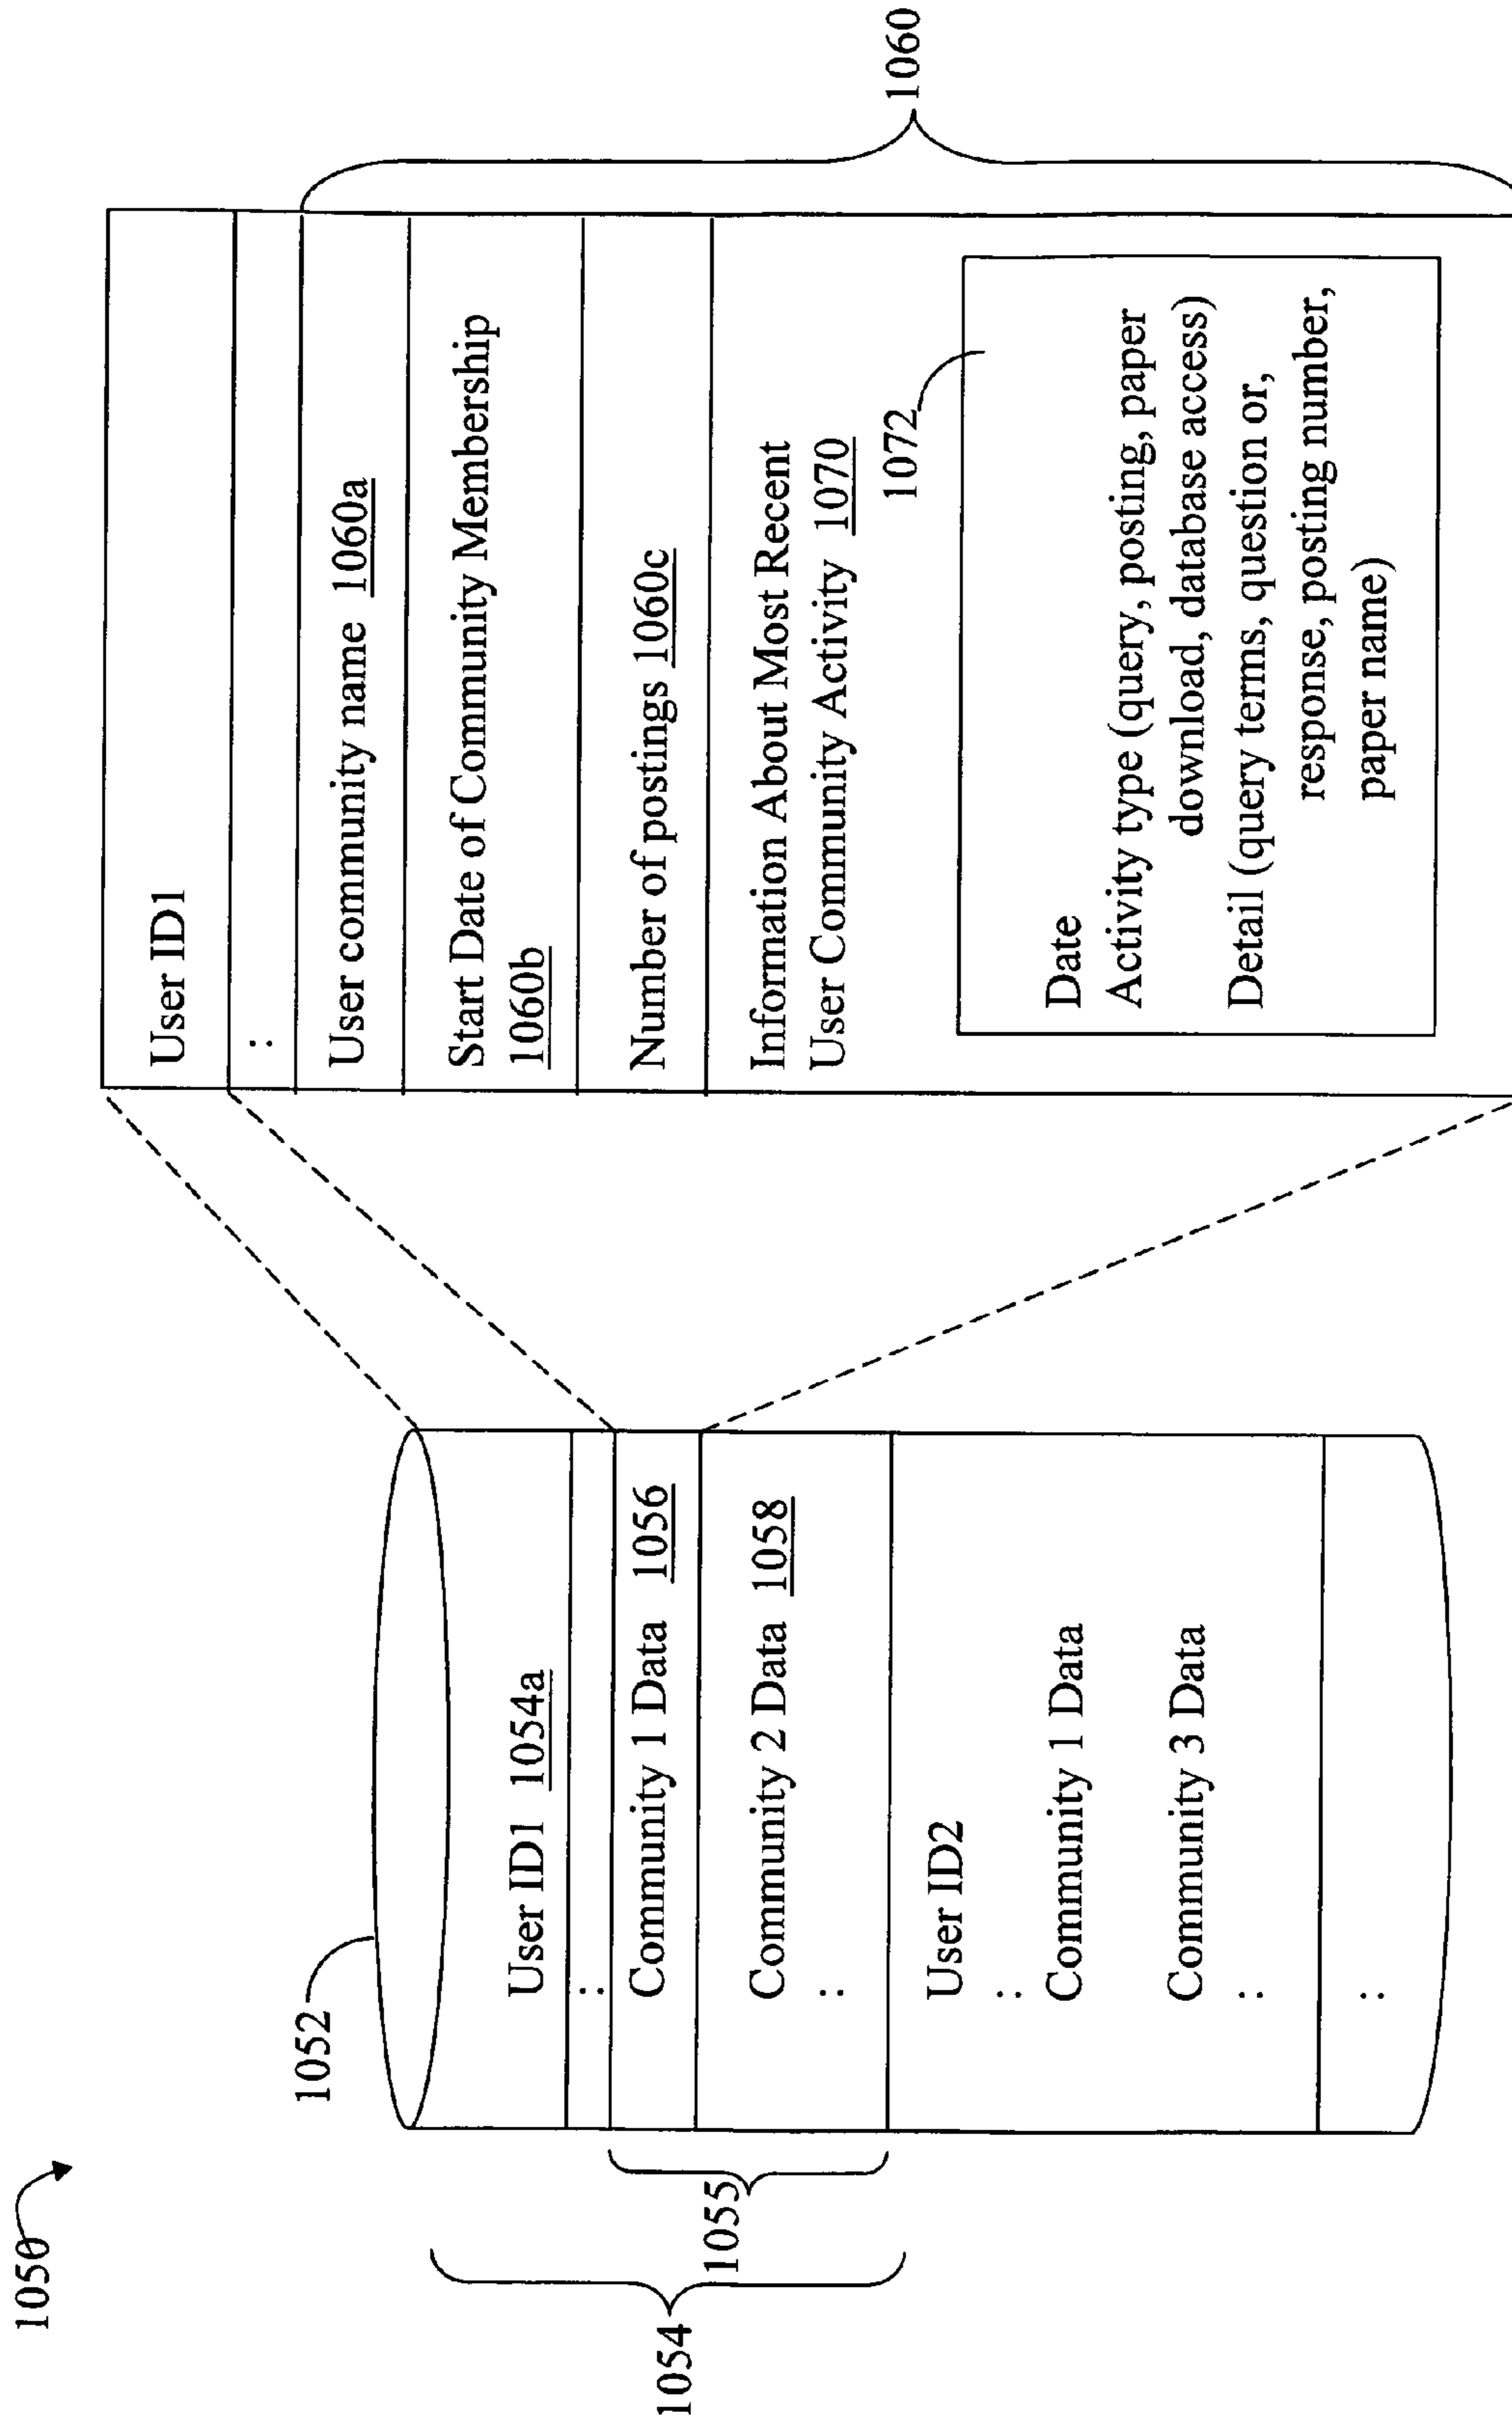 1050
1052
1054
1055
User ID1 1054a
:
Community 1 Data 1056
Community 2 Data 1058
:
User ID2
:
Community 1 Data
Community 3 Data
:
:
User ID1
:
User community name 1060a
Start Date of Community Membership
1060b
Number of postings 1060c
Information About Most Recent
User Community Activity 1070
1072
Date
Activity type (query, posting, paper
download, database access)
Detail (query terms, question or,
response, posting number,
paper name)
1060